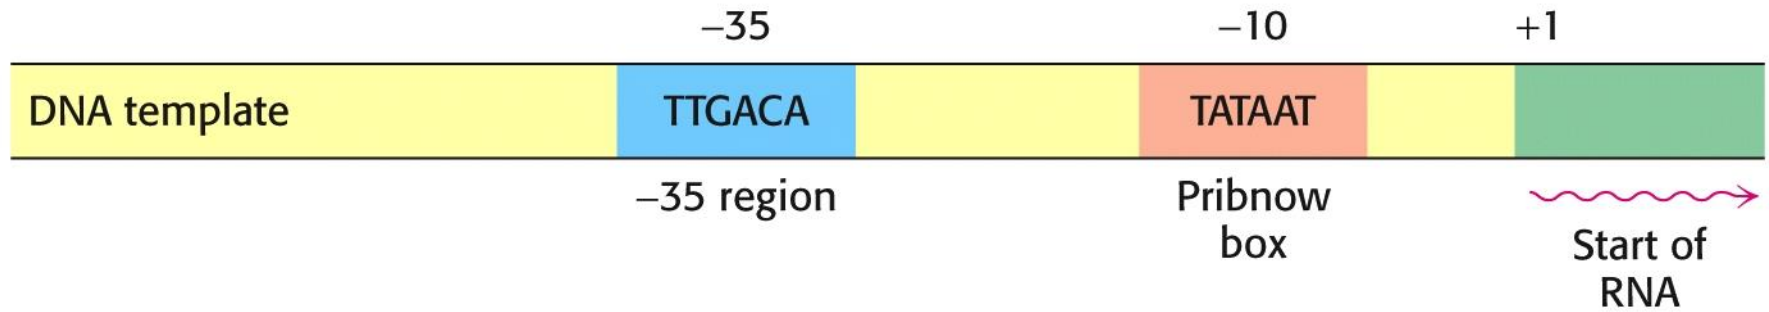 –35
–10
+1
DNA template
TTGACA
TATAAT
–35 region
Pribnow
box
Start of
RNA